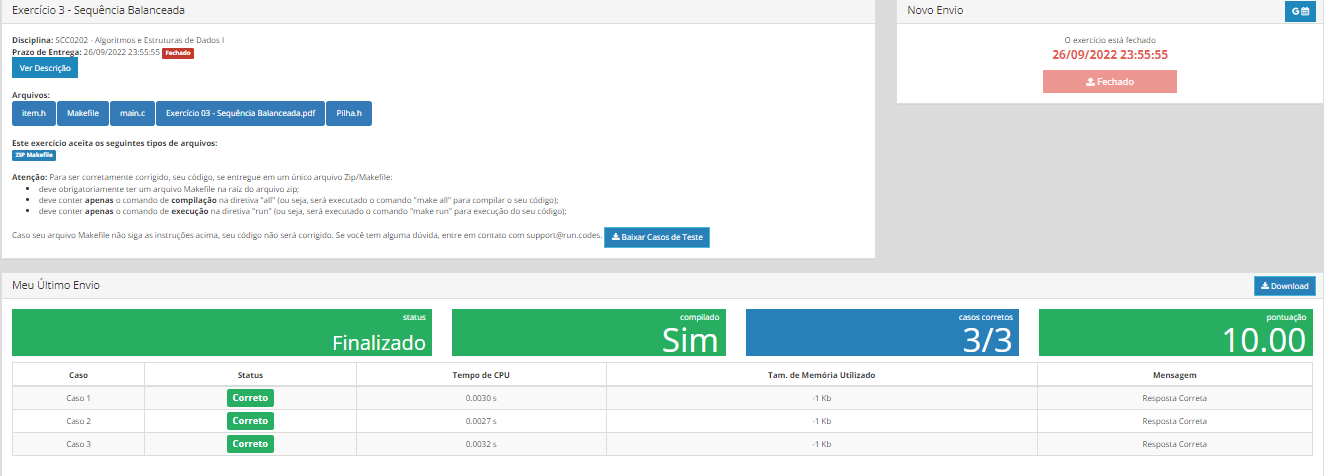 Exercício 3 - Sequência Balanceada
Disciplina: SCC0202 - Algoritmos e Estruturas de Dados I
Prazo de Entrega: 26/09/2022 23:55:55 Fechado
Ver Descrição
Arquivos:
item.h Makefile main.c Exercício 03 - Sequência Balanceada.pdf Pilha.h
Este exercício aceita os seguintes tipos de arquivos:
ZIP Makefile
Atenção: Para ser corretamente corrigido, seu código, se entregue em um único arquivo Zip/Makefile:
deve obrigatoriamente ter um arquivo Makefile na raiz do arquivo zip;
deve conter apenas o comando de compilação na diretiva "all" (ou seja, será executado o comando "make all" para compilar o seu código);
deve conter apenas o comando de execução na diretiva "run" (ou seja, será executado o comando "make run" para execução do seu código);
Caso seu arquivo Makefile não siga as instruções acima, seu código não será corrigido. Se você tem alguma dúvida, entre em contato com support@run.codes. Baixar Casos de Teste
Novo Envio
G
O exercício está fechado
26/09/2022 23:55:55
Fechado
Meu Último Envio
Download
status
Finalizado
compilado
Sim
casos corretos
3/3
pontuação
10.00
Caso Status Tempo de CPU Tam. de Memória Utilizado Mensagem
Caso 1 Correto 0.0030 s -1 Kb Resposta Correta
Caso 2 Correto 0.0027 s -1 Kb Resposta Correta
Caso 3 Correto 0.0032 s -1 Kb Resposta Correta